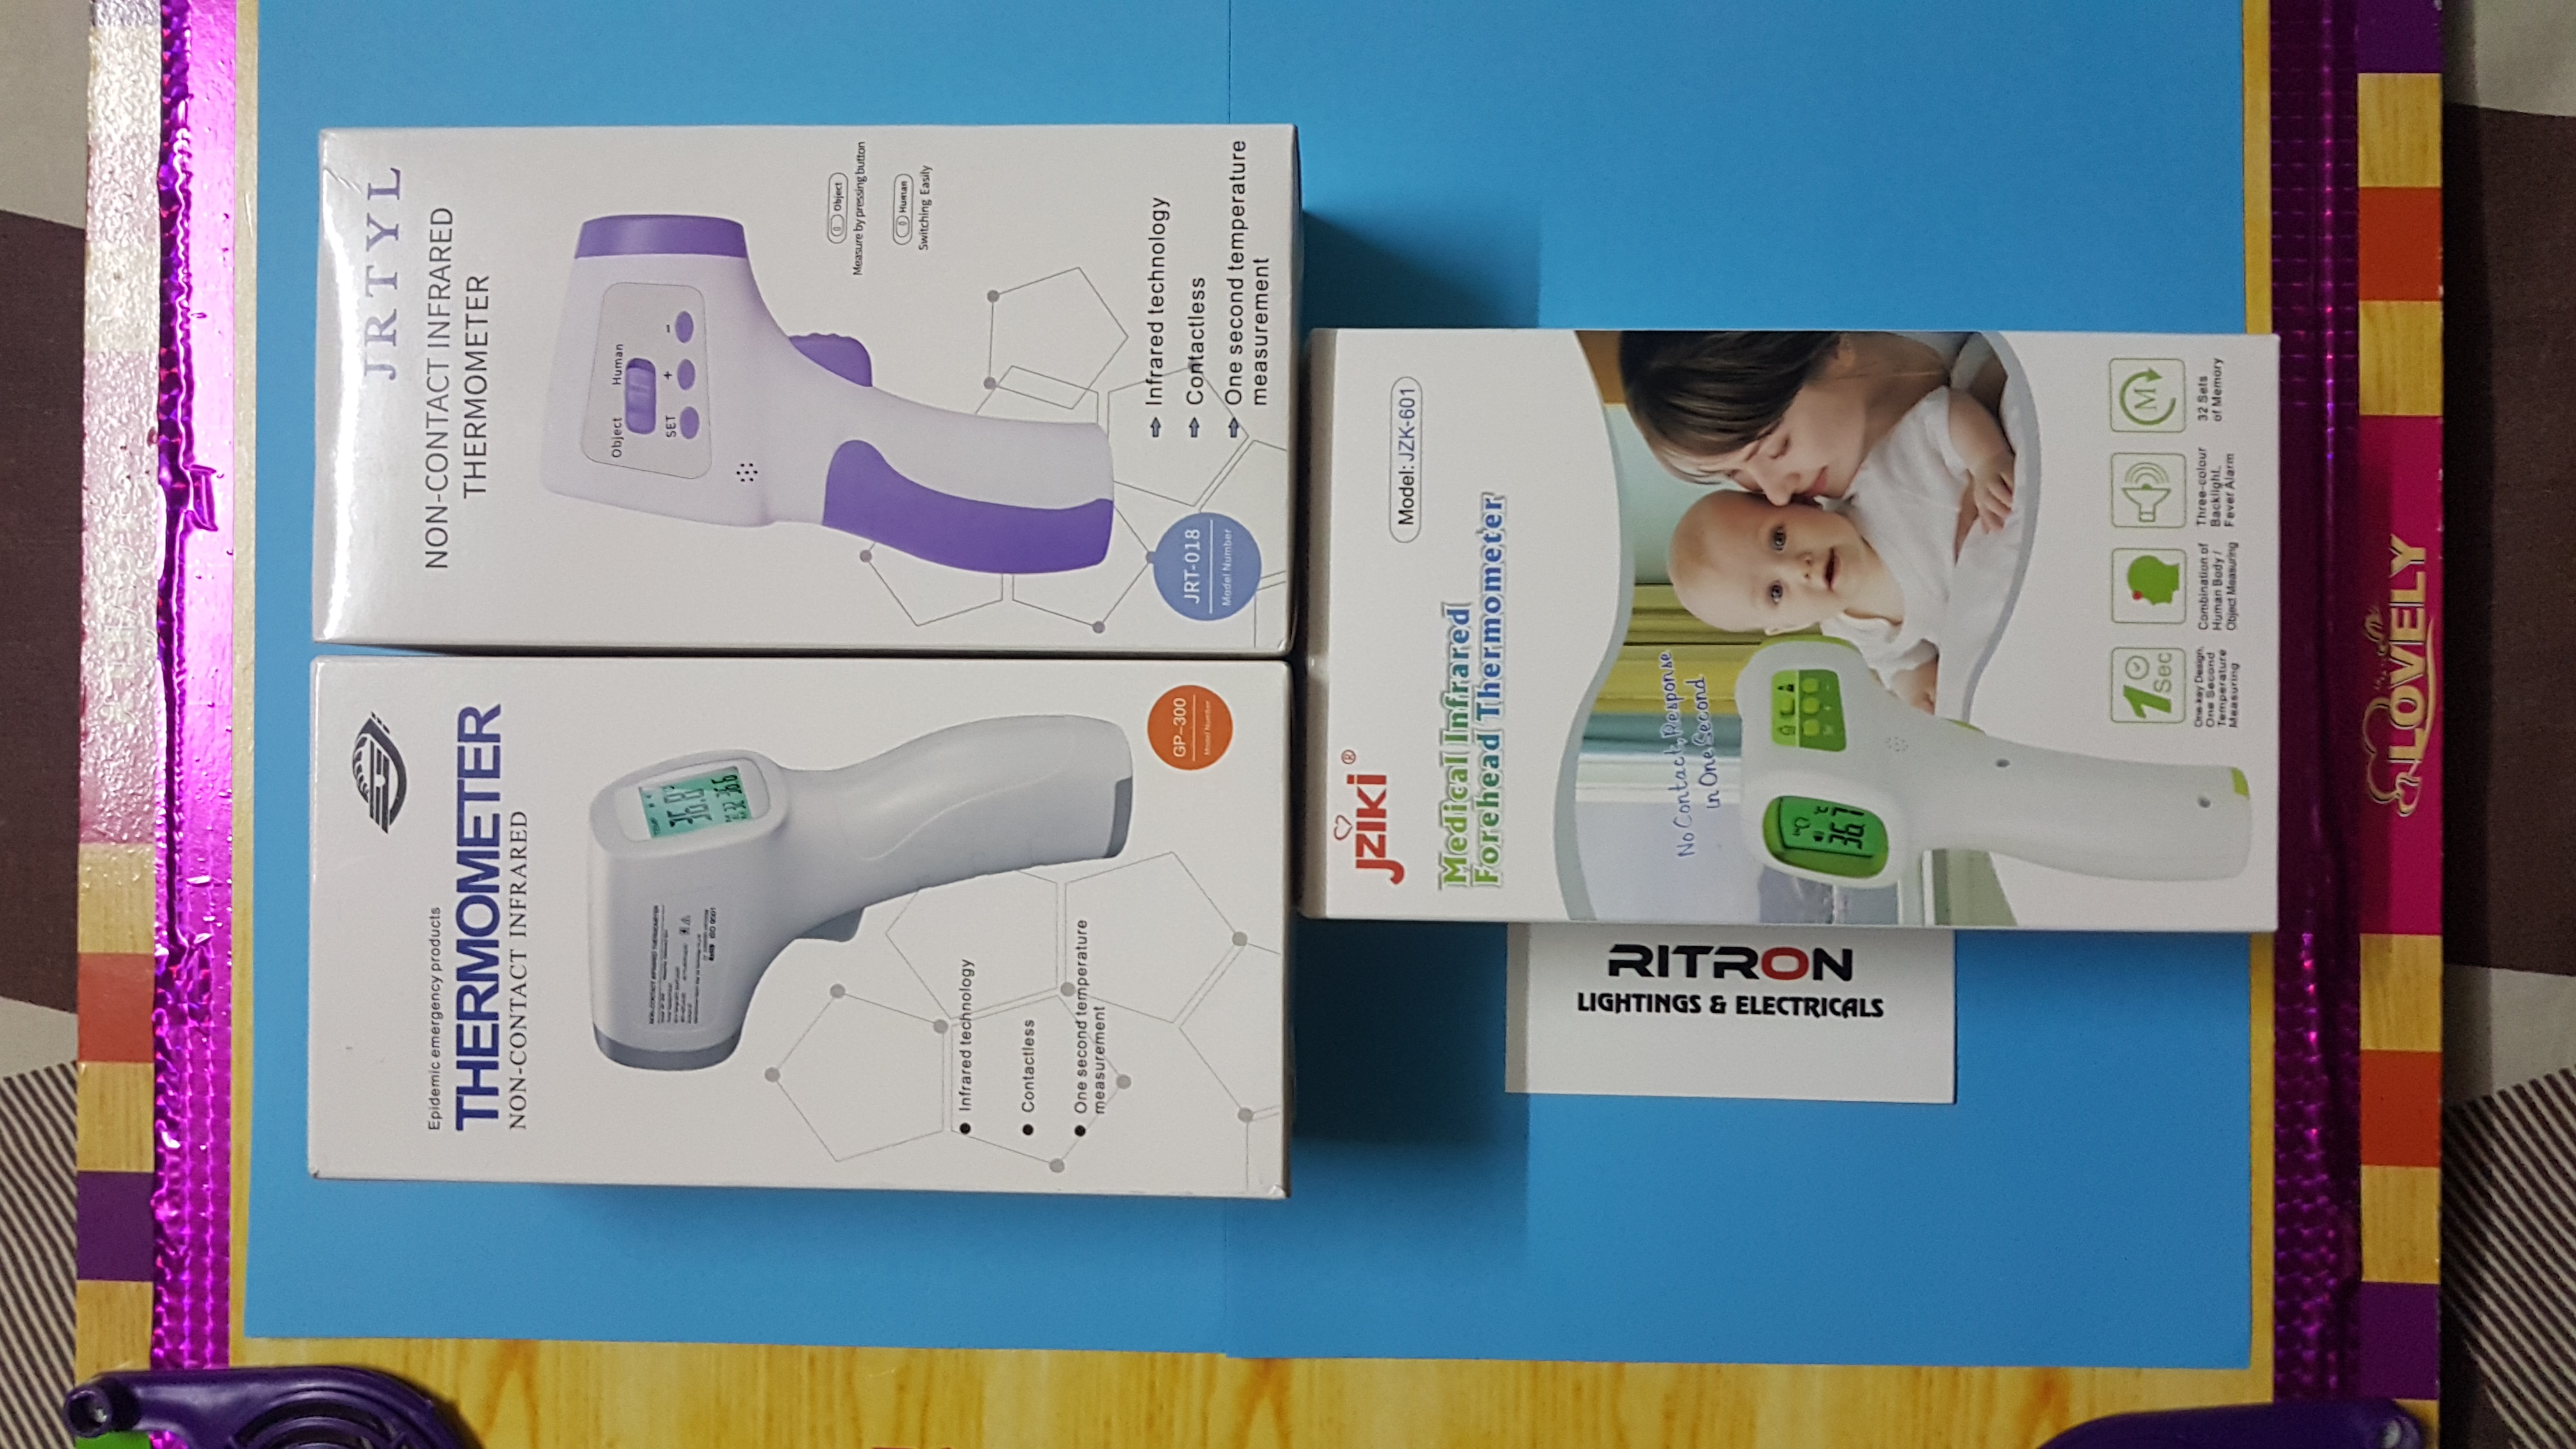 JRTYL
NON-CONTACT INFRARED
THERMOMETER
Object Human
SET + -
Object
Measure by pressing button
Human
Switching Easily
Infrared technology
Contactless
One second temperature
measurement
JRT-018
Model Number
Epidemic emergency products
THERMOMETER
NON-CONTACT INFRARED
GP-300
Model Number
Infrared technology
Contactless
One second temperature
measurement
jziki®
Model: JZK-601
Medical Infrared
Forehead Thermometer
No Contact, Response
in One Second
36.7
°C
1 Sec
One-key Design,
One Second
Temperature
Measuring
Combination of
Human Body /
Object Measuring
Three-colour
Backlight,
Fever Alarm
M
32 Sets
of Memory
RITRON
LIGHTINGS & ELECTRICALS
LOVELY